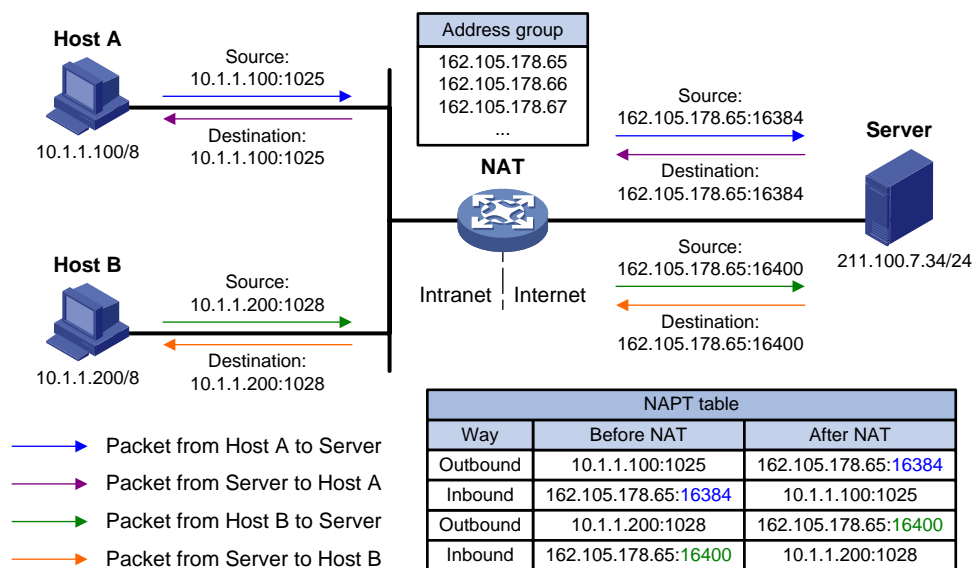 Host A
Source:
10.1.1.100:1025
Destination:
10.1.1.100:1025
10.1.1.100/8
Address group
162.105.178.65
162.105.178.66
162.105.178.67
...
NAT
Source:
162.105.178.65:16384
Destination:
162.105.178.65:16384
Server
211.100.7.34/24
Host B
Source:
10.1.1.200:1028
Destination:
10.1.1.200:1028
10.1.1.200/8
Intranet
Internet
Source:
162.105.178.65:16400
Destination:
162.105.178.65:16400
Packet from Host A to Server
Packet from Server to Host A
Packet from Host B to Server
Packet from Server to Host B
NAPT table
Way Before NAT After NAT
Outbound 10.1.1.100:1025 162.105.178.65:16384
Inbound 162.105.178.65:16384 10.1.1.100:1025
Outbound 10.1.1.200:1028 162.105.178.65:16400
Inbound 162.105.178.65:16400 10.1.1.200:1028